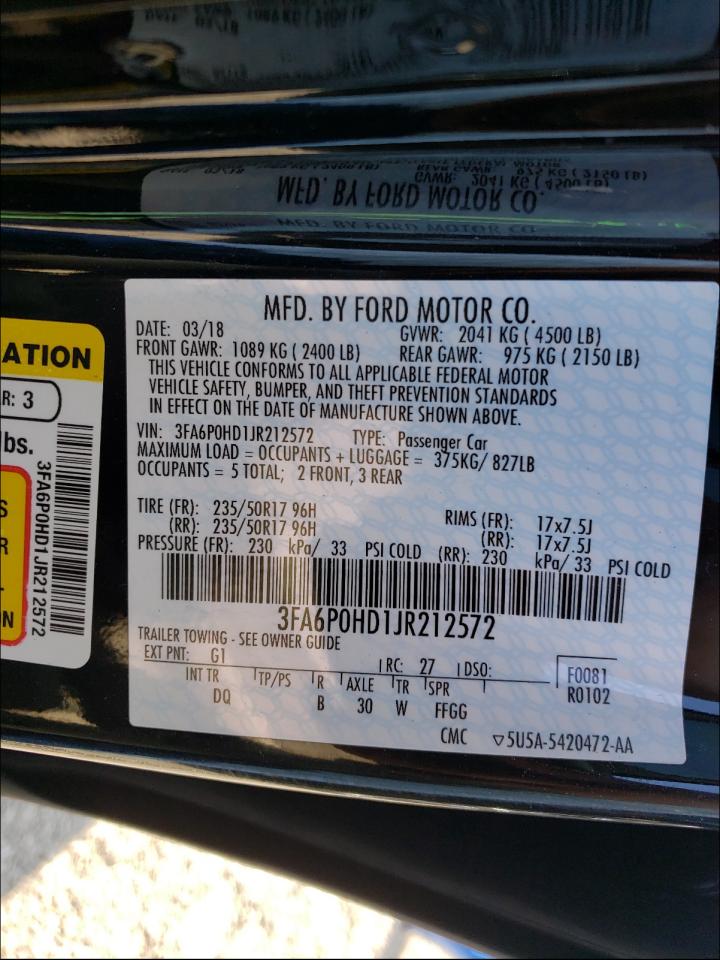 MFD. BY FORD MOTOR CO.
DATE: 03/18 GVWR: 2041 KG ( 4500 LB)
FRONT GAWR: 1089 KG ( 2400 LB) REAR GAWR: 975 KG ( 2150 LB)
THIS VEHICLE CONFORMS TO ALL APPLICABLE FEDERAL MOTOR
VEHICLE SAFETY, BUMPER, AND THEFT PREVENTION STANDARDS
IN EFFECT ON THE DATE OF MANUFACTURE SHOWN ABOVE.
VIN: 3FA6P0HD1JR212572 TYPE: Passenger Car
MAXIMUM LOAD = OCCUPANTS + LUGGAGE = 375KG/ 827LB
OCCUPANTS = 5 TOTAL; 2 FRONT, 3 REAR
TIRE (FR): 235/50R17 96H RIMS (FR): 17x7.5J
(RR): 235/50R17 96H (RR): 17x7.5J
PRESSURE (FR): 230 kPa/ 33 PSI COLD (RR): 230 kPa/ 33 PSI COLD
3FA6P0HD1JR212572
TRAILER TOWING - SEE OWNER GUIDE
EXT PNT: G1 RC: 27 DSO: F0081
R0102
INT TR TP/PS R AXLE TR SPR
DQ B 30 W FFGG
CMC ▽5U5A-5420472-AA
ATION
AR: 3
lbs.
3FA6P0HD1JR212572
S
R
L
ON